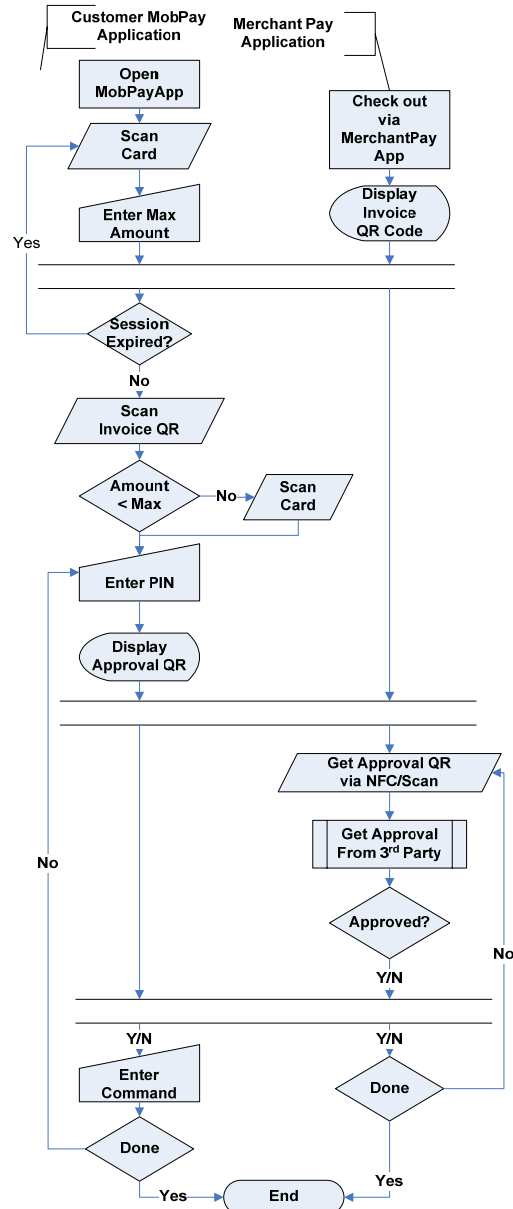 Customer MobPay
Application
Merchant Pay
Application
Open
MobPayApp
Check out
via
MerchantPay
App
Scan
Card
Display
Invoice
QR Code
Enter Max
Amount
Yes
Session
Expired?
No
Scan
Invoice QR
Amount
< Max
No
Scan
Card
Enter PIN
Display
Approval QR
Get Approval QR
via NFC/Scan
Get Approval
From 3rd Party
No
Approved?
No
Y/N
Y/N
Y/N
Enter
Command
Done
Done
Yes
Yes
End